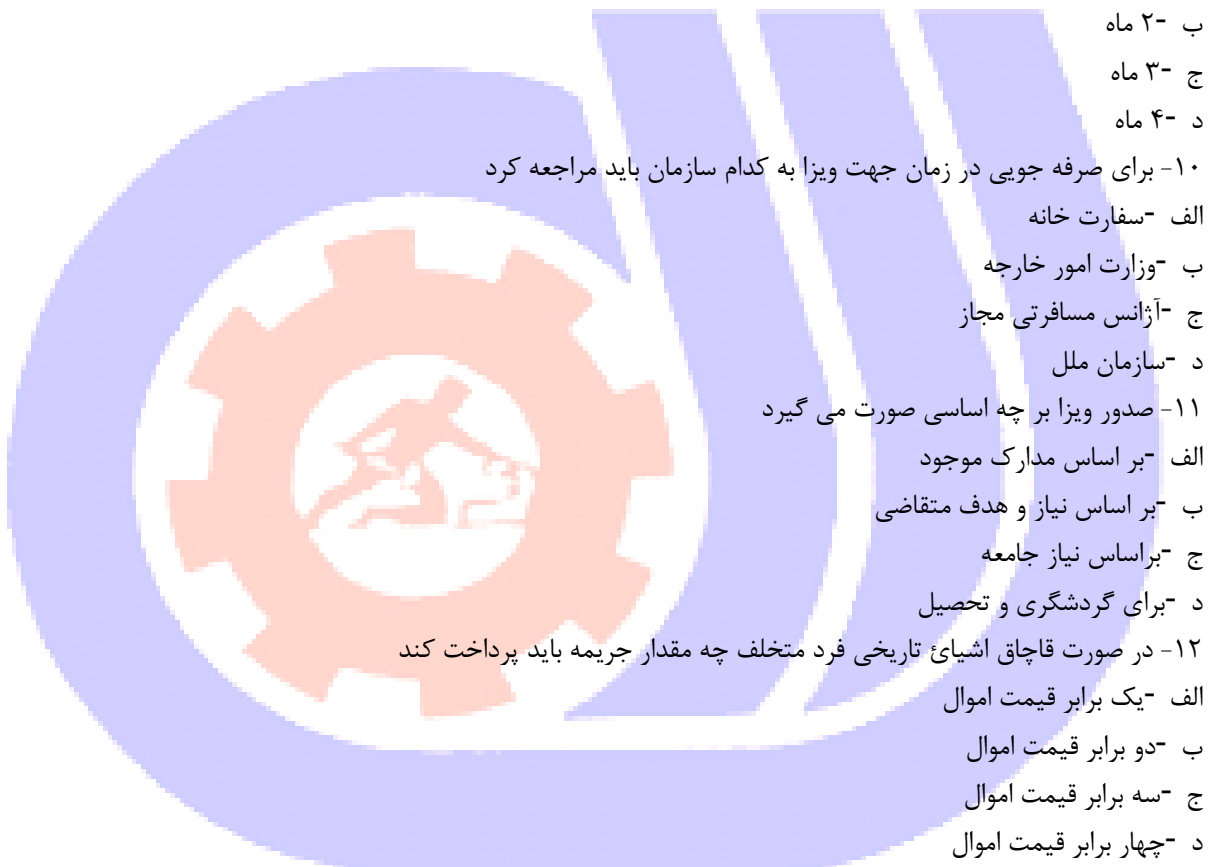 ب -۲ ماه
ج -۳ ماه
د -۴ ماه
۱۰- برای صرفه جویی در زمان جهت ویزا به کدام سازمان باید مراجعه کرد
الف -سفارت خانه
ب -وزارت امور خارجه
ج -آژانس مسافرتی مجاز
د -سازمان ملل
۱۱- صدور ویزا بر چه اساسی صورت می گیرد
الف -بر اساس مدارک موجود
ب -بر اساس نیاز و هدف متقاضی
ج -براساس نیاز جامعه
د -برای گردشگری و تحصیل
۱۲- در صورت قاچاق اشیائ تاریخی فرد متخلف چه مقدار جریمه باید پرداخت کند
الف -یک برابر قیمت اموال
ب -دو برابر قیمت اموال
ج -سه برابر قیمت اموال
د -چهار برابر قیمت اموال